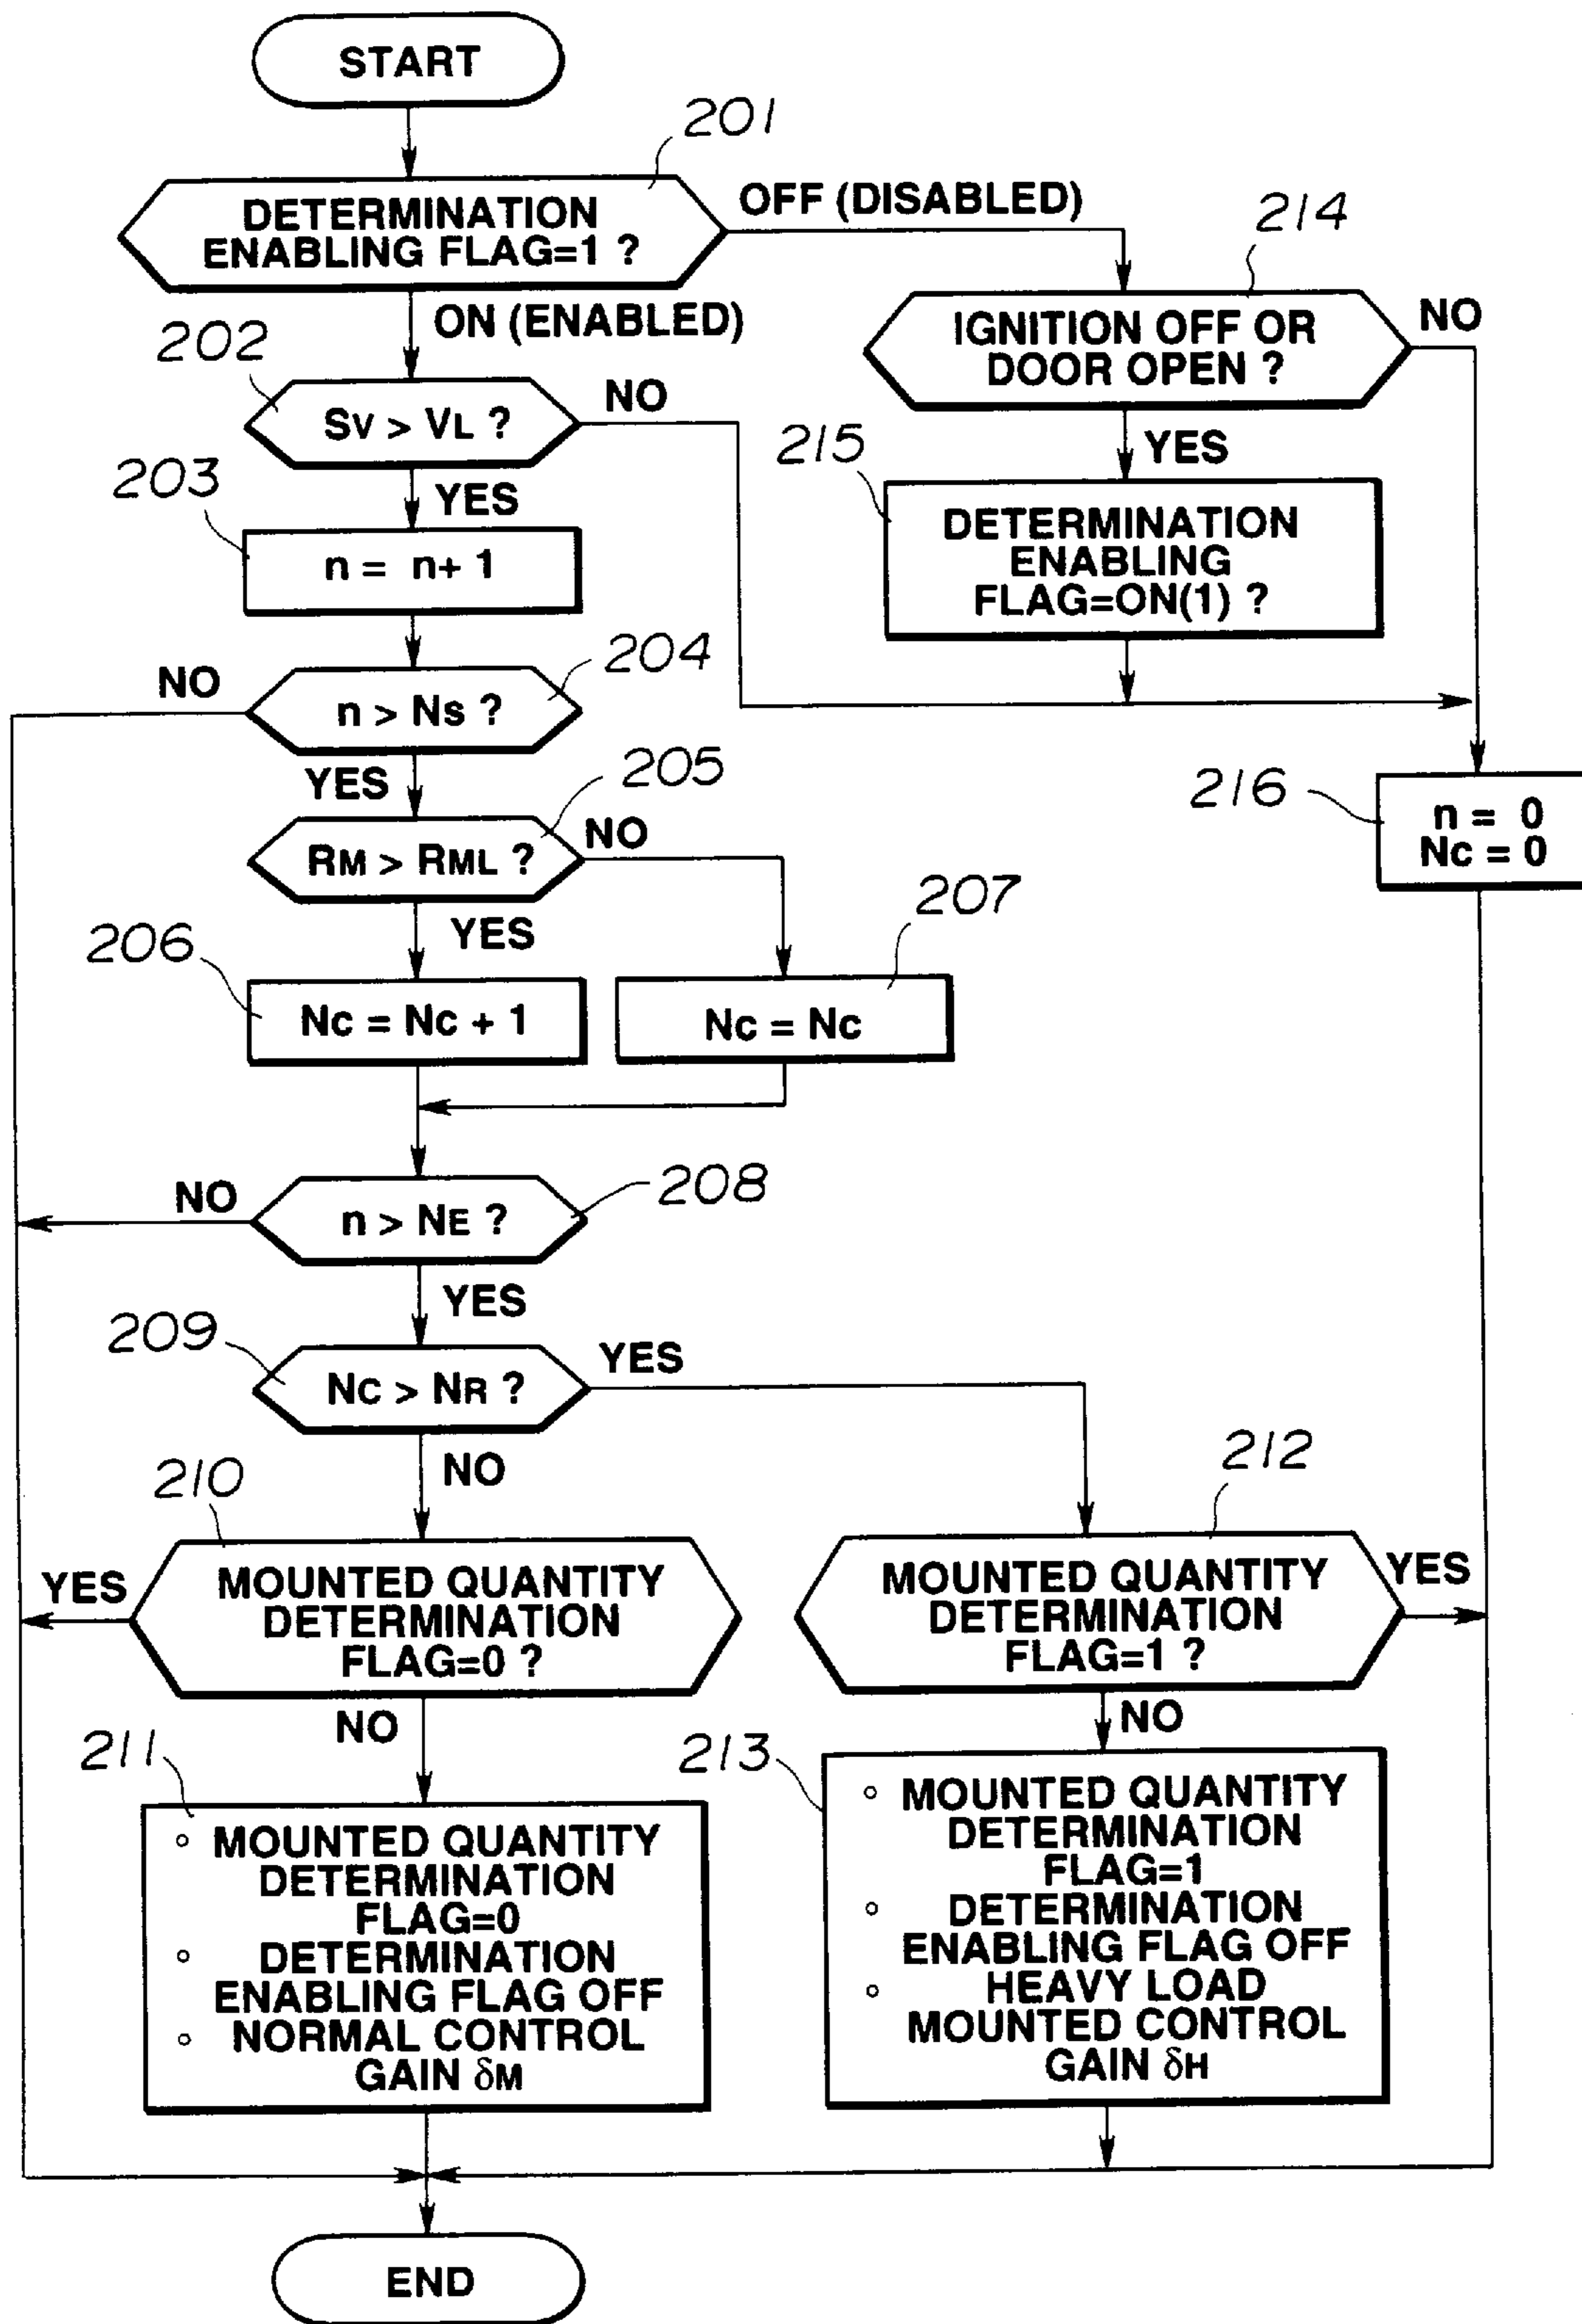 START
201
DETERMINATION
ENABLING FLAG=1 ?
OFF (DISABLED)
ON (ENABLED)
214
IGNITION OFF OR
DOOR OPEN ?
NO
YES
202
SV > VL ?
NO
YES
215
DETERMINATION
ENABLING
FLAG=ON(1) ?
203
n = n+ 1
204
NO
n > NS ?
YES
205
RM > RML ?
NO
YES
216
n = 0
NC = 0
206
NC = NC + 1
207
NC = NC
208
NO
n > NE ?
YES
209
NC > NR ?
YES
NO
210
YES
MOUNTED QUANTITY
DETERMINATION
FLAG=0 ?
NO
212
MOUNTED QUANTITY
DETERMINATION
FLAG=1 ?
YES
NO
211
○ MOUNTED QUANTITY
DETERMINATION
FLAG=0
○ DETERMINATION
ENABLING FLAG OFF
○ NORMAL CONTROL
GAIN δM
213
○ MOUNTED QUANTITY
DETERMINATION
FLAG=1
○ DETERMINATION
ENABLING FLAG OFF
○ HEAVY LOAD
MOUNTED CONTROL
GAIN δH
END